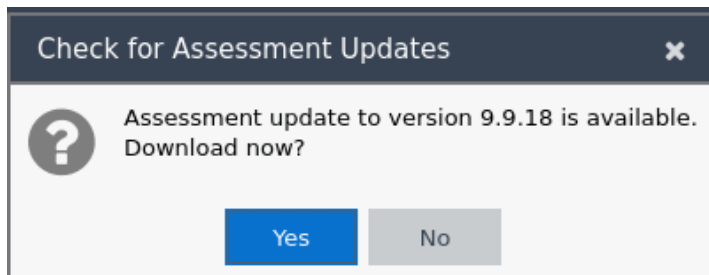 Check for Assessment Updates
Assessment update to version 9.9.18 is available.
Download now?
Yes No